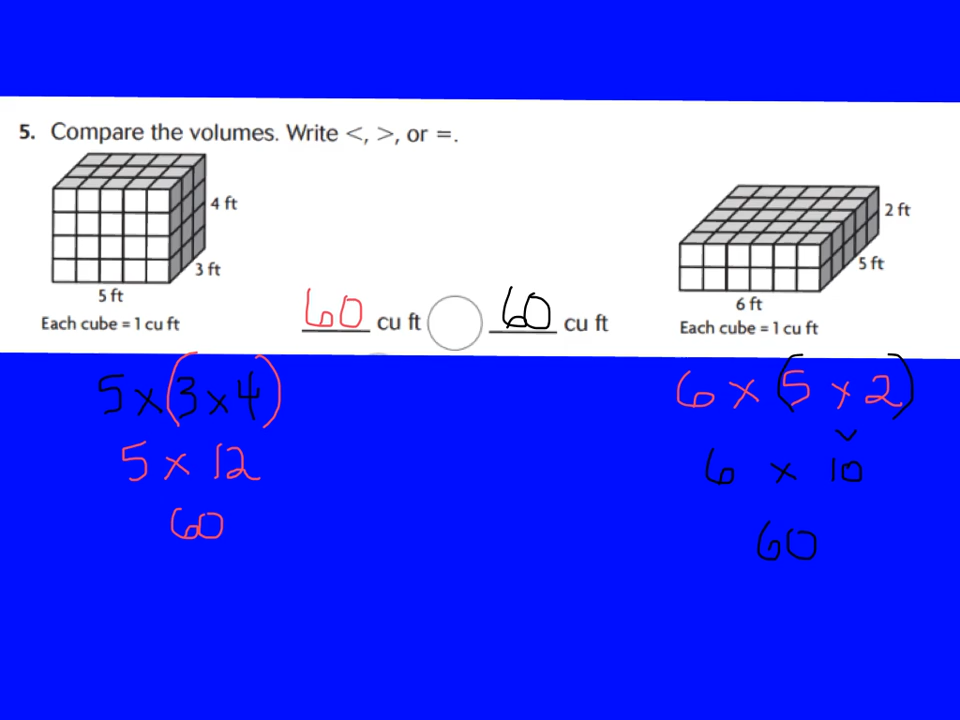 5. Compare the volumes. Write <, >, or =.
4 ft
3 ft
5 ft
Each cube = 1 cu ft
60 cu ft 60 cu ft
2 ft
5 ft
6 ft
Each cube = 1 cu ft
5 x (3 x 4)
5 x 12
60
6 x (5 x 2)
6 x 10
60